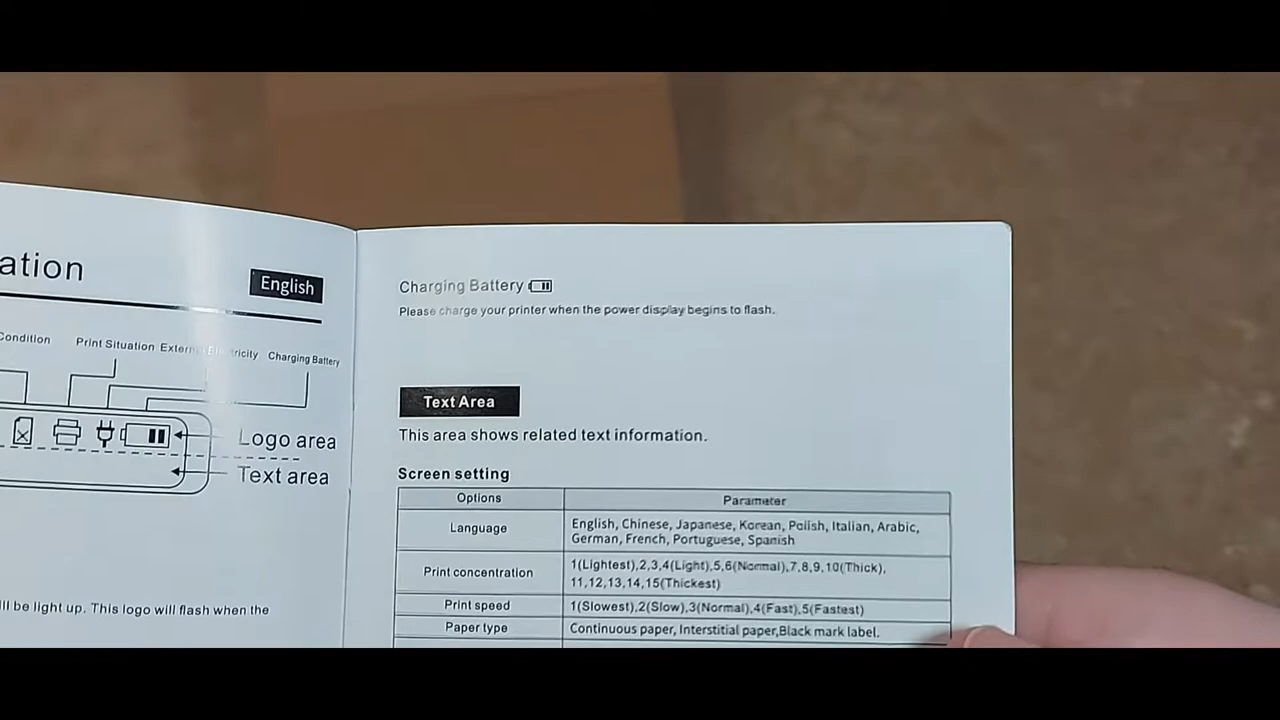 ation
English
Condition
Print Situation
Charging Battery
Logo area
Text area
ll be light up. This logo will flash when the
Charging Battery
Please charge your printer when the power display begins to flash.
Text Area
This area shows related text information.
Screen setting
Options Parameter
Language English, Chinese, Japanese, Korean, Polish, Italian, Arabic,
German, French, Portuguese, Spanish
Print concentration 1(Lightest),2,3,4(Light),5,6(Normal),7,8,9,10(Thick),
11,12,13,14,15(Thickest)
Print speed 1(Slowest),2(Slow),3(Normal),4(Fast),5(Fastest)
Paper type Continuous paper, Interstitial paper,Black mark label.